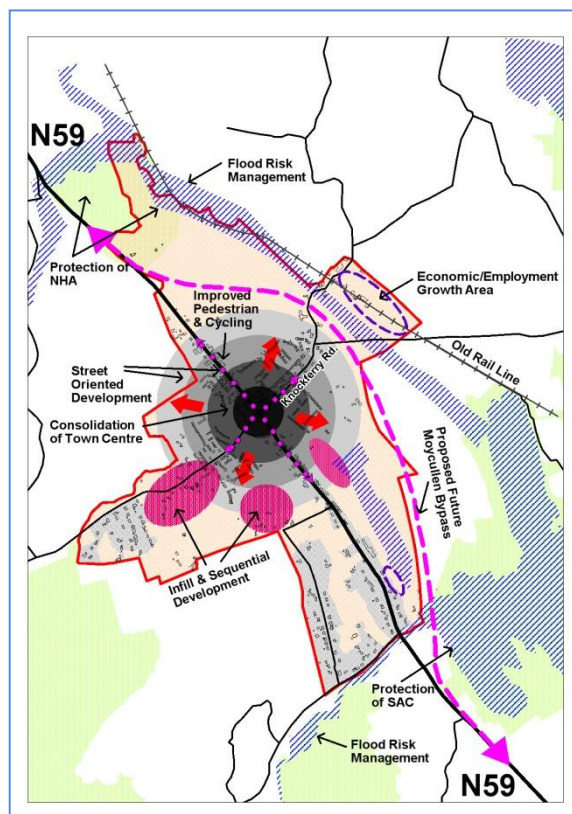 N59
Flood Risk
Management
Protection of
NHA
Economic/Employment
Growth Area
Improved
Pedestrian
& Cycling
Old Rail Line
Knockferry Rd.
Street
Oriented
Development
Consolidation
of Town Centre
Proposed Future
Moycullen Bypass
Infill & Sequential
Development
Protection
of SAC
Flood Risk
Management
N59